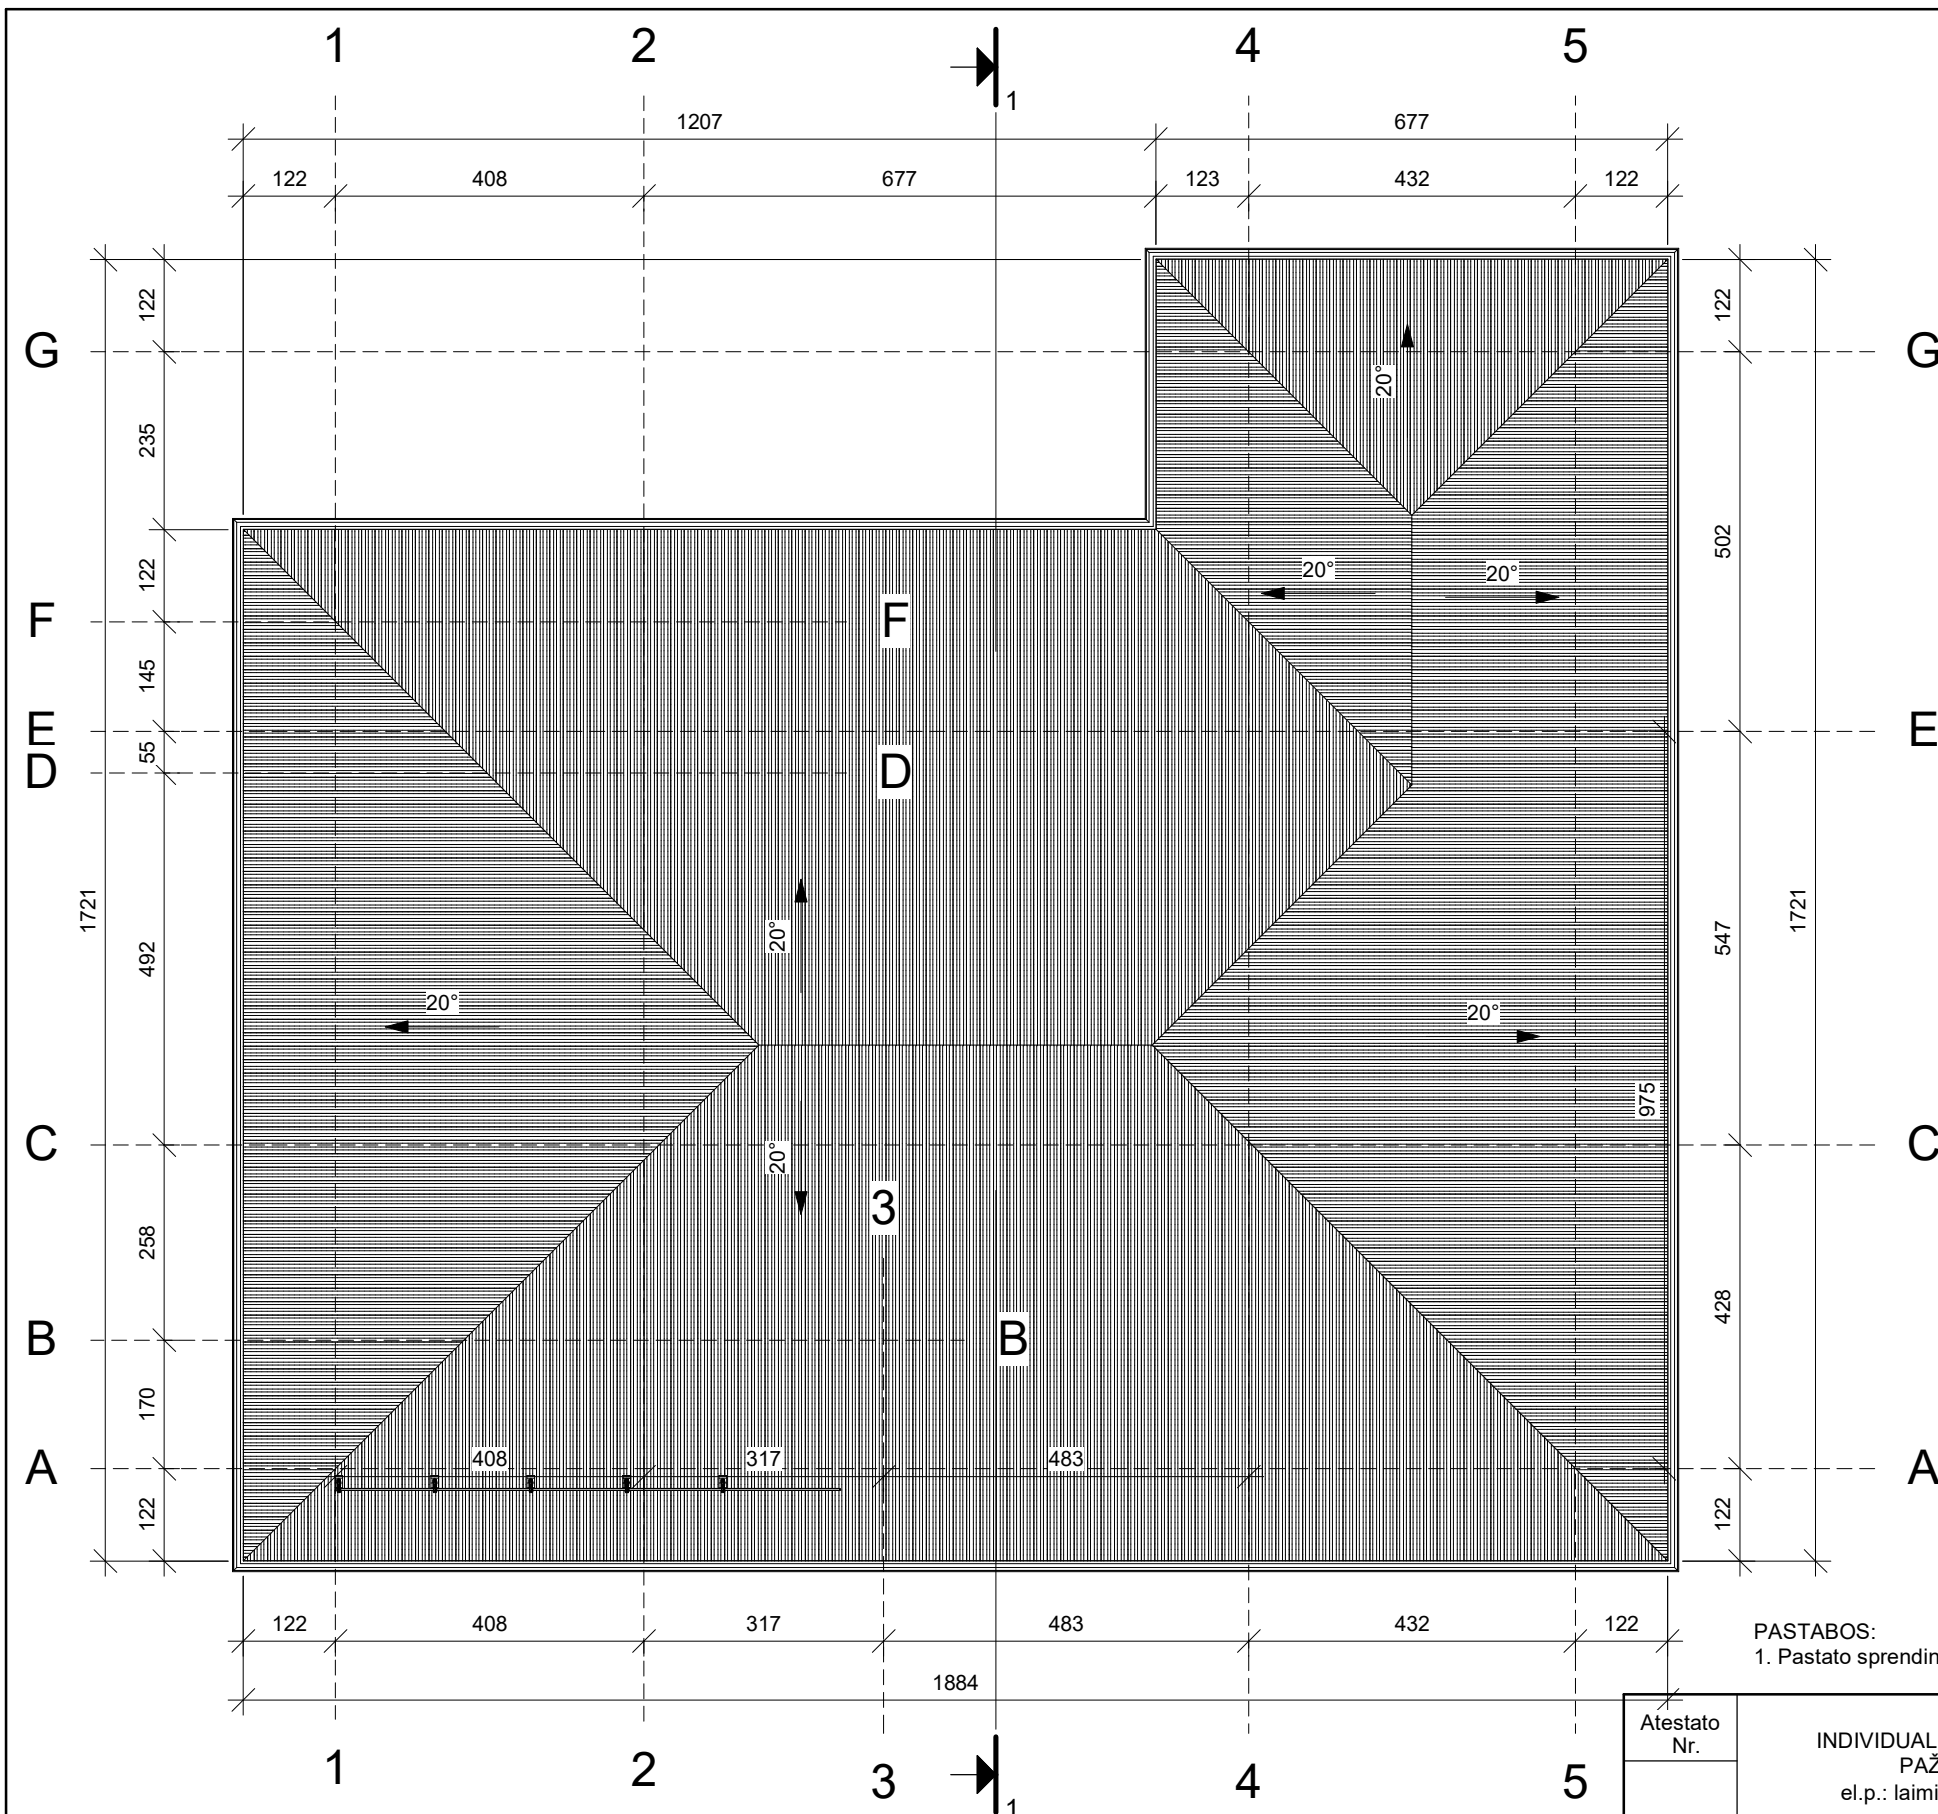 1 2 4 5
1
1207 677
122 408 677 123 432 122
122 122
G G
20°
235
502
20° 20°
122
F F
145
E E
55
D D
1721 1721
20°
492 547
20° 20°
975
C C
20°
3
258
428
B B
170
408 317 483
A A
122 122
122 408 317 483 432 122
1884
PASTABOS:
1. Pastato sprendin
Atestato
Nr.
INDIVIDUAL
PAŽ
el.p.: laimi
1 2 3 4 5
1